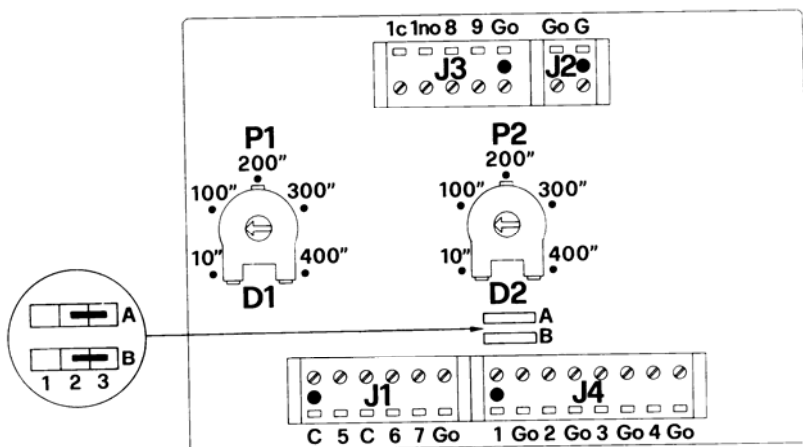 1c 1no 8 9 Go Go G
J3 J2
P1 P2
200" 200"
100" 300" 100" 300"
10" 400" 10" 400"
D1 D2
A A
B B
1 2 3
J1 J4
C 5 C 6 7 Go 1 Go 2 Go 3 Go 4 Go